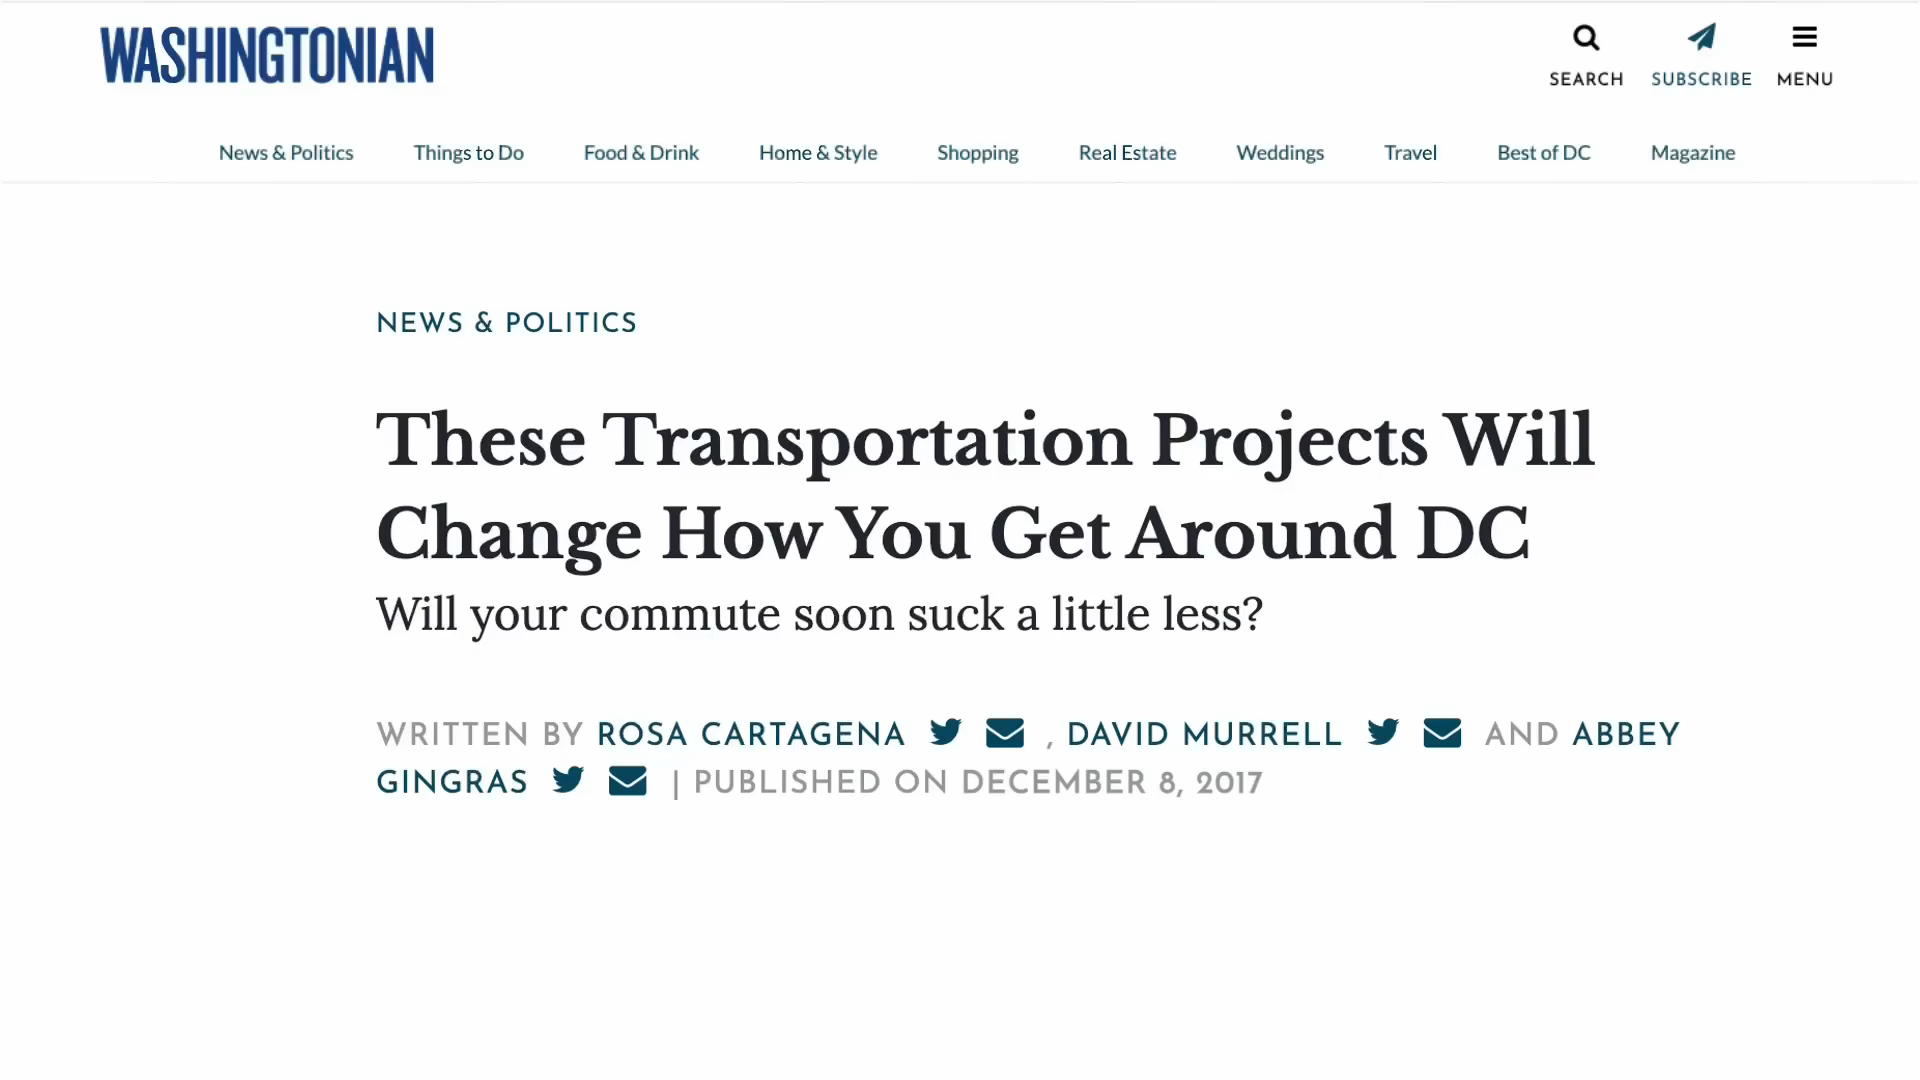 WASHINGTONIAN
SEARCH
SUBSCRIBE
MENU
News & Politics
Things to Do
Food & Drink
Home & Style
Shopping
Real Estate
Weddings
Travel
Best of DC
Magazine
NEWS & POLITICS
These Transportation Projects Will
Change How You Get Around DC
Will your commute soon suck a little less?
WRITTEN BY ROSA CARTAGENA , DAVID MURRELL AND ABBEY
GINGRAS | PUBLISHED ON DECEMBER 8, 2017